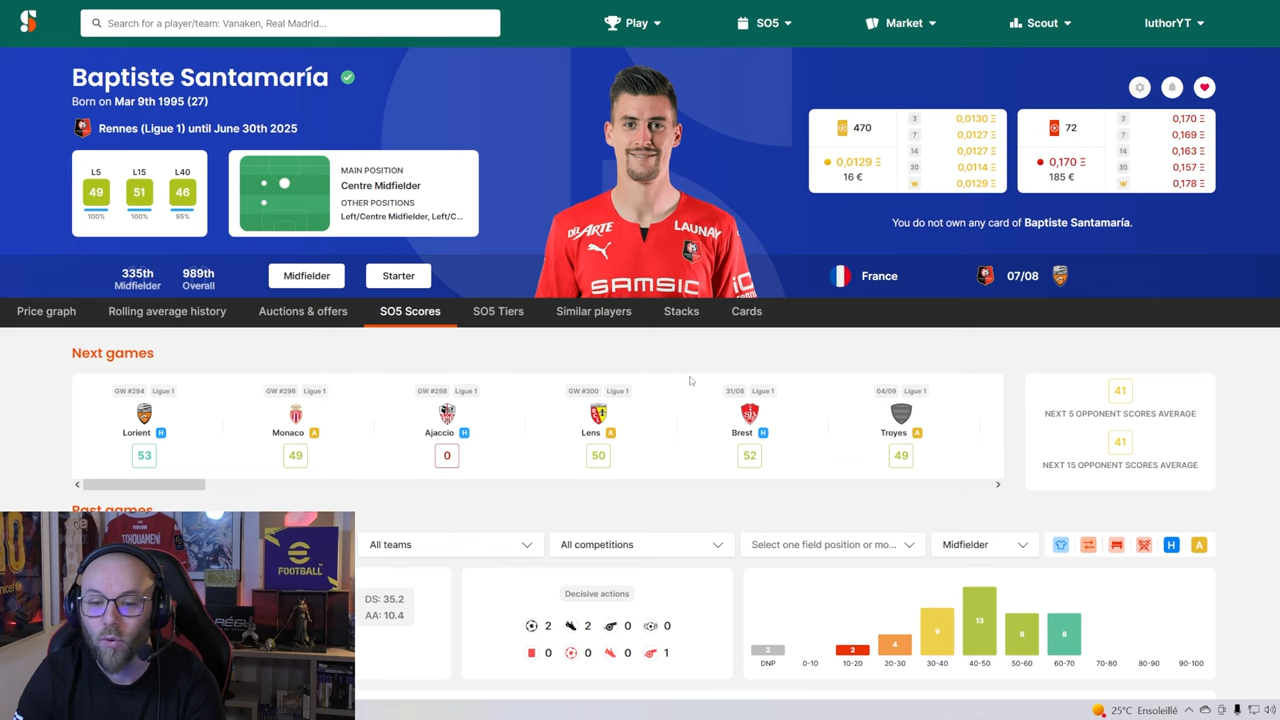 Search for a player/team: Vanaken, Real Madrid...
Play
SO5
Market
Scout
luthorYT
Baptiste Santamaría
Born on Mar 9th 1995 (27)
Rennes (Ligue 1) until June 30th 2025
L5 L15 L40
49 51 46
100% 100% 95%
MAIN POSITION
Centre Midfielder
OTHER POSITIONS
Left/Centre Midfielder, Left/C...
335th
Midfielder
989th
Overall
Midfielder
Starter
DEL ARTE
LAUNAY
SAMSIC
470
0,0129 Ξ
16 €
3 0,0130 Ξ
7 0,0127 Ξ
14 0,0127 Ξ
30 0,0114 Ξ
0,0129 Ξ
72
0,170 Ξ
185 €
3 0,170 Ξ
7 0,169 Ξ
14 0,163 Ξ
30 0,157 Ξ
0,178 Ξ
You do not own any card of Baptiste Santamaría.
France
07/08
Price graph
Rolling average history
Auctions & offers
SO5 Scores
SO5 Tiers
Similar players
Stacks
Cards
Next games
GW #294 Ligue 1
Lorient H
53
GW #296 Ligue 1
Monaco A
49
GW #298 Ligue 1
Ajaccio H
0
GW #300 Ligue 1
Lens A
50
31/08 Ligue 1
Brest H
52
04/09 Ligue 1
Troyes A
49
41
NEXT 5 OPPONENT SCORES AVERAGE
41
NEXT 15 OPPONENT SCORES AVERAGE
Past games
All teams
All competitions
Select one field position or mo...
Midfielder
H
A
DS: 35.2
AA: 10.4
Decisive actions
2 2 0 0
0 0 0 1
2 2 4 9 13 8 8
DNP 0-10 10-20 20-30 30-40 40-50 50-60 60-70 70-80 80-90 90-100
TCHOUAMENI
FOOTBALL
25°C Ensoleillé